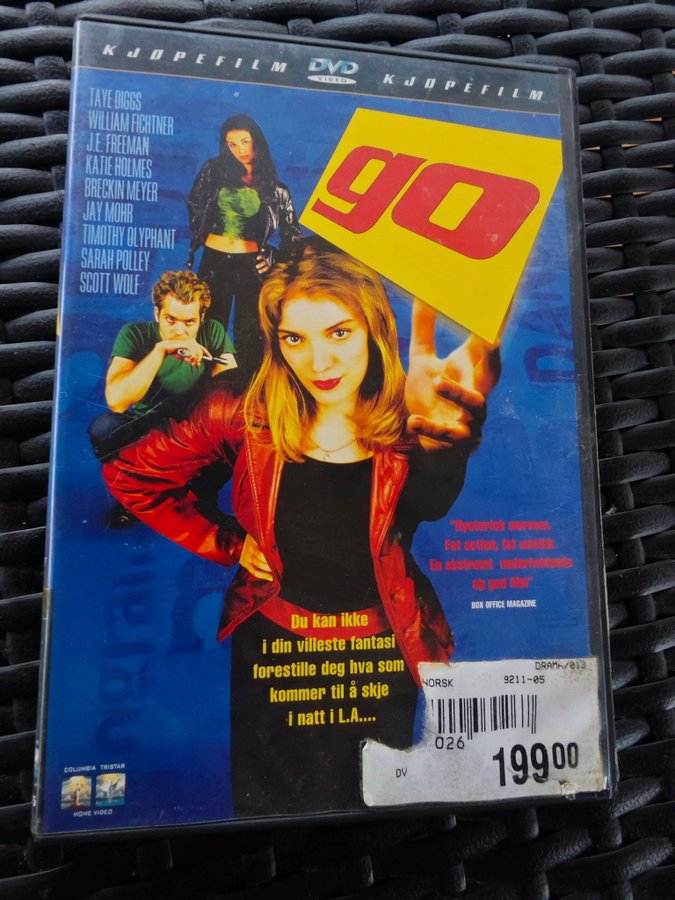 KJØPEFILM DVD VIDEO KJØPEFILM
TAYE DIGGS
WILLIAM FICHTNER
J.E. FREEMAN
KATIE HOLMES
BRECKIN MEYER
JAY MOHR
TIMOTHY OLYPHANT
SARAH POLLEY
SCOTT WOLF
go
"Hysterisk morsom.
Fet action, fet musikk.
En ekstremt underholdende
og god film"
BOX OFFICE MAGAZINE
Du kan ikke
i din villeste fantasi
forestille deg hva som
kommer til å skje
i natt i L.A....
DRAMA/013
NORSK 9211-05
026
DV 19900
COLUMBIA TRISTAR
HOME VIDEO